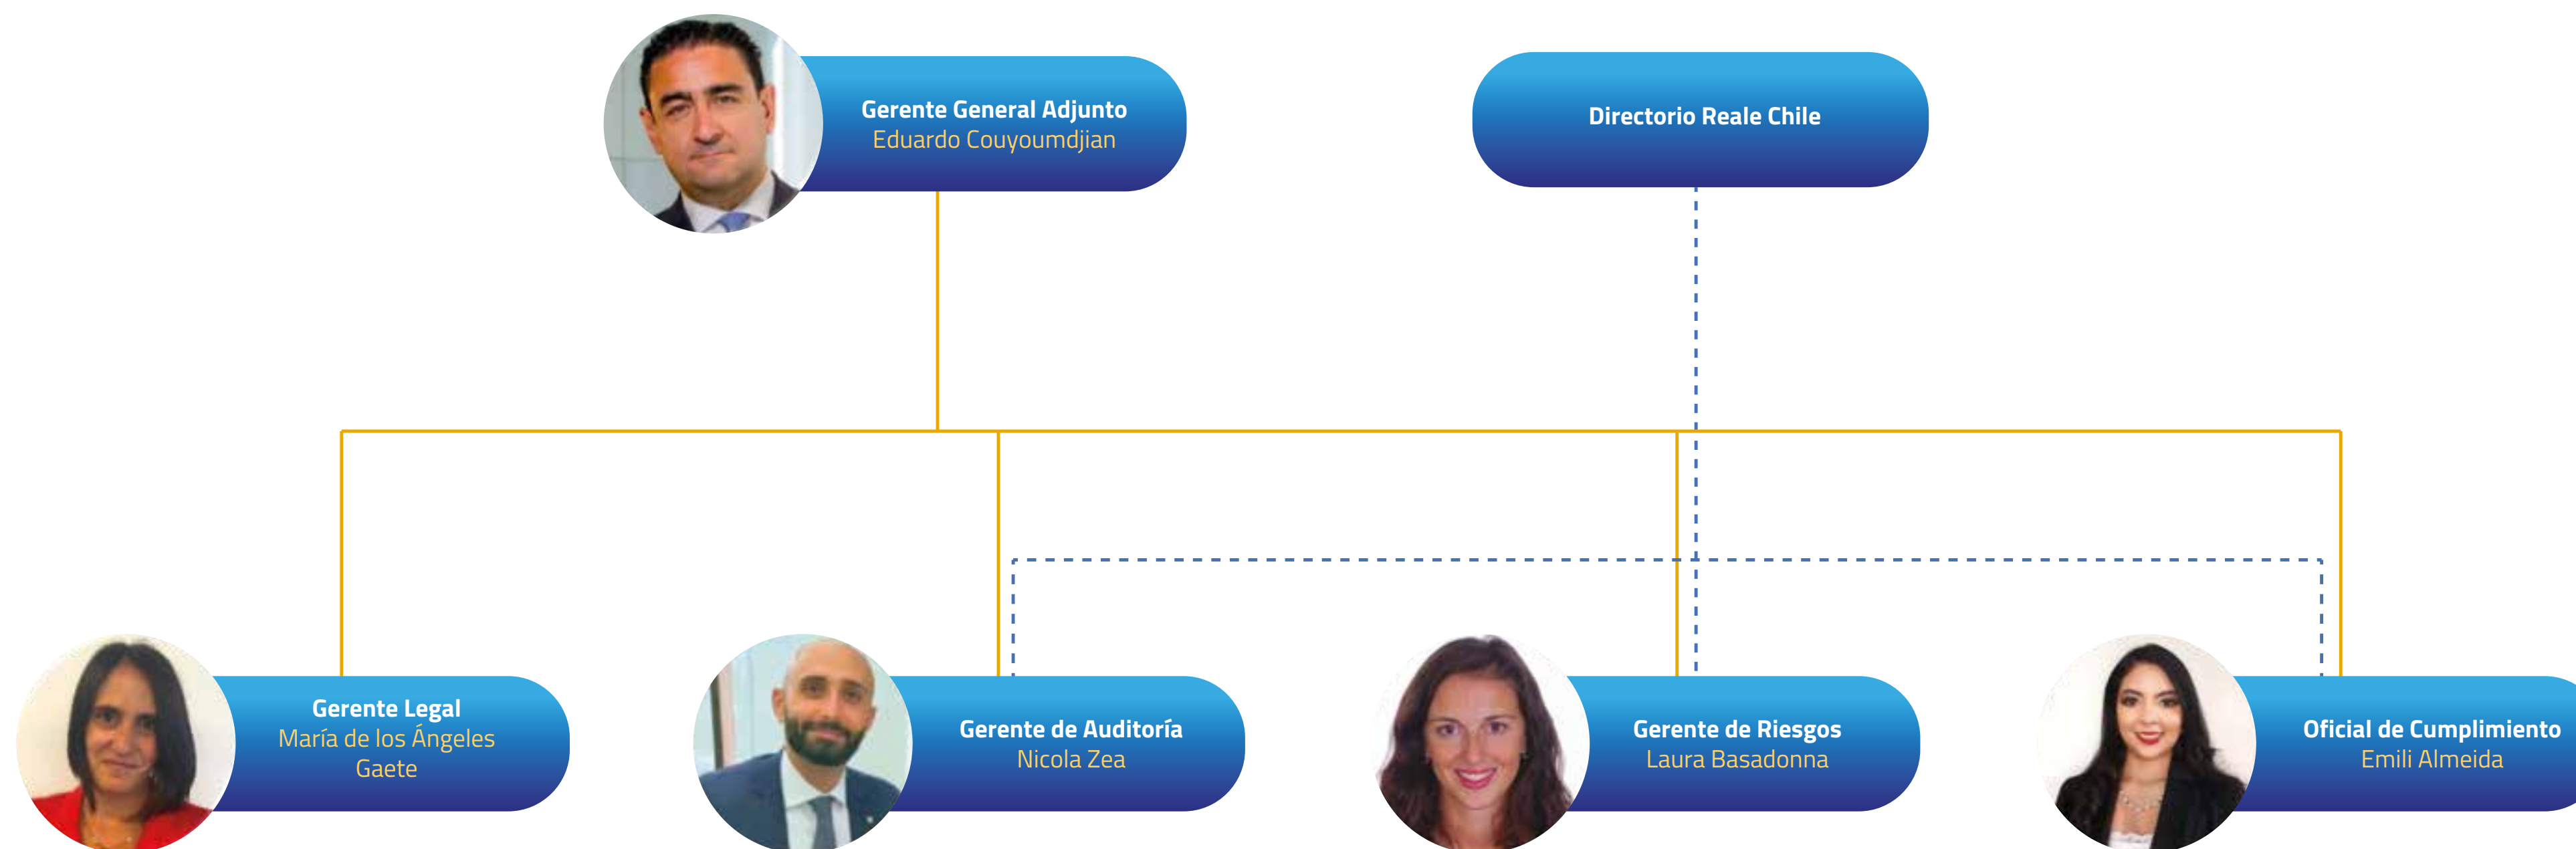 Gerente General Adjunto
Eduardo Couyoumdjian
Directorio Reale Chile
Gerente Legal
María de los Ángeles
Gaete
Gerente de Auditoría
Nicola Zea
Gerente de Riesgos
Laura Basadonna
Oficial de Cumplimiento
Emili Almeida